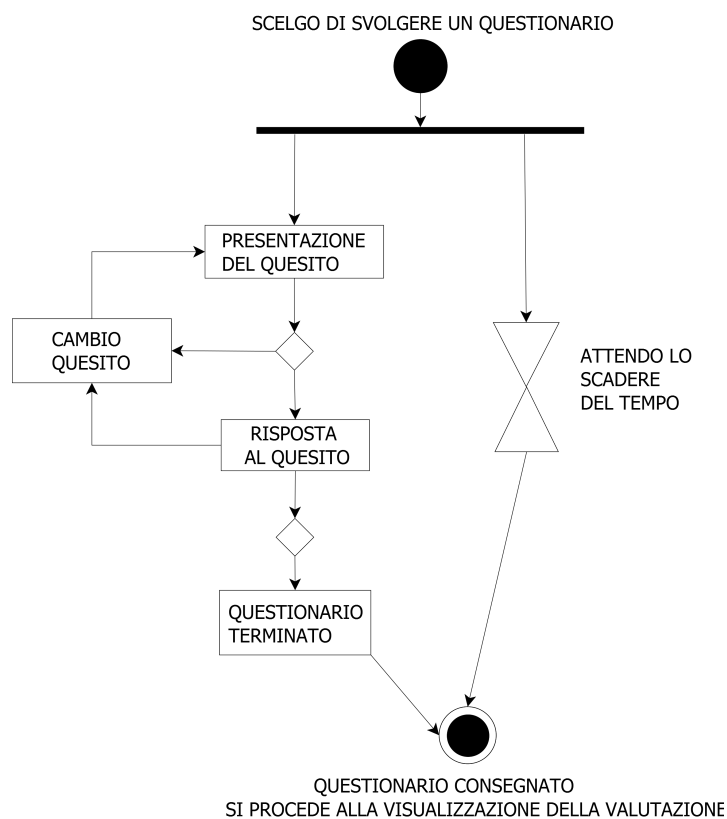 SCELGO DI SVOLGERE UN QUESTIONARIO
PRESENTAZIONE
DEL QUESITO
CAMBIO
QUESITO
ATTENDO LO
SCADERE
DEL TEMPO
RISPOSTA
AL QUESITO
QUESTIONARIO
TERMINATO
QUESTIONARIO CONSEGNATO
SI PROCEDE ALLA VISUALIZZAZIONE DELLA VALUTAZIONE